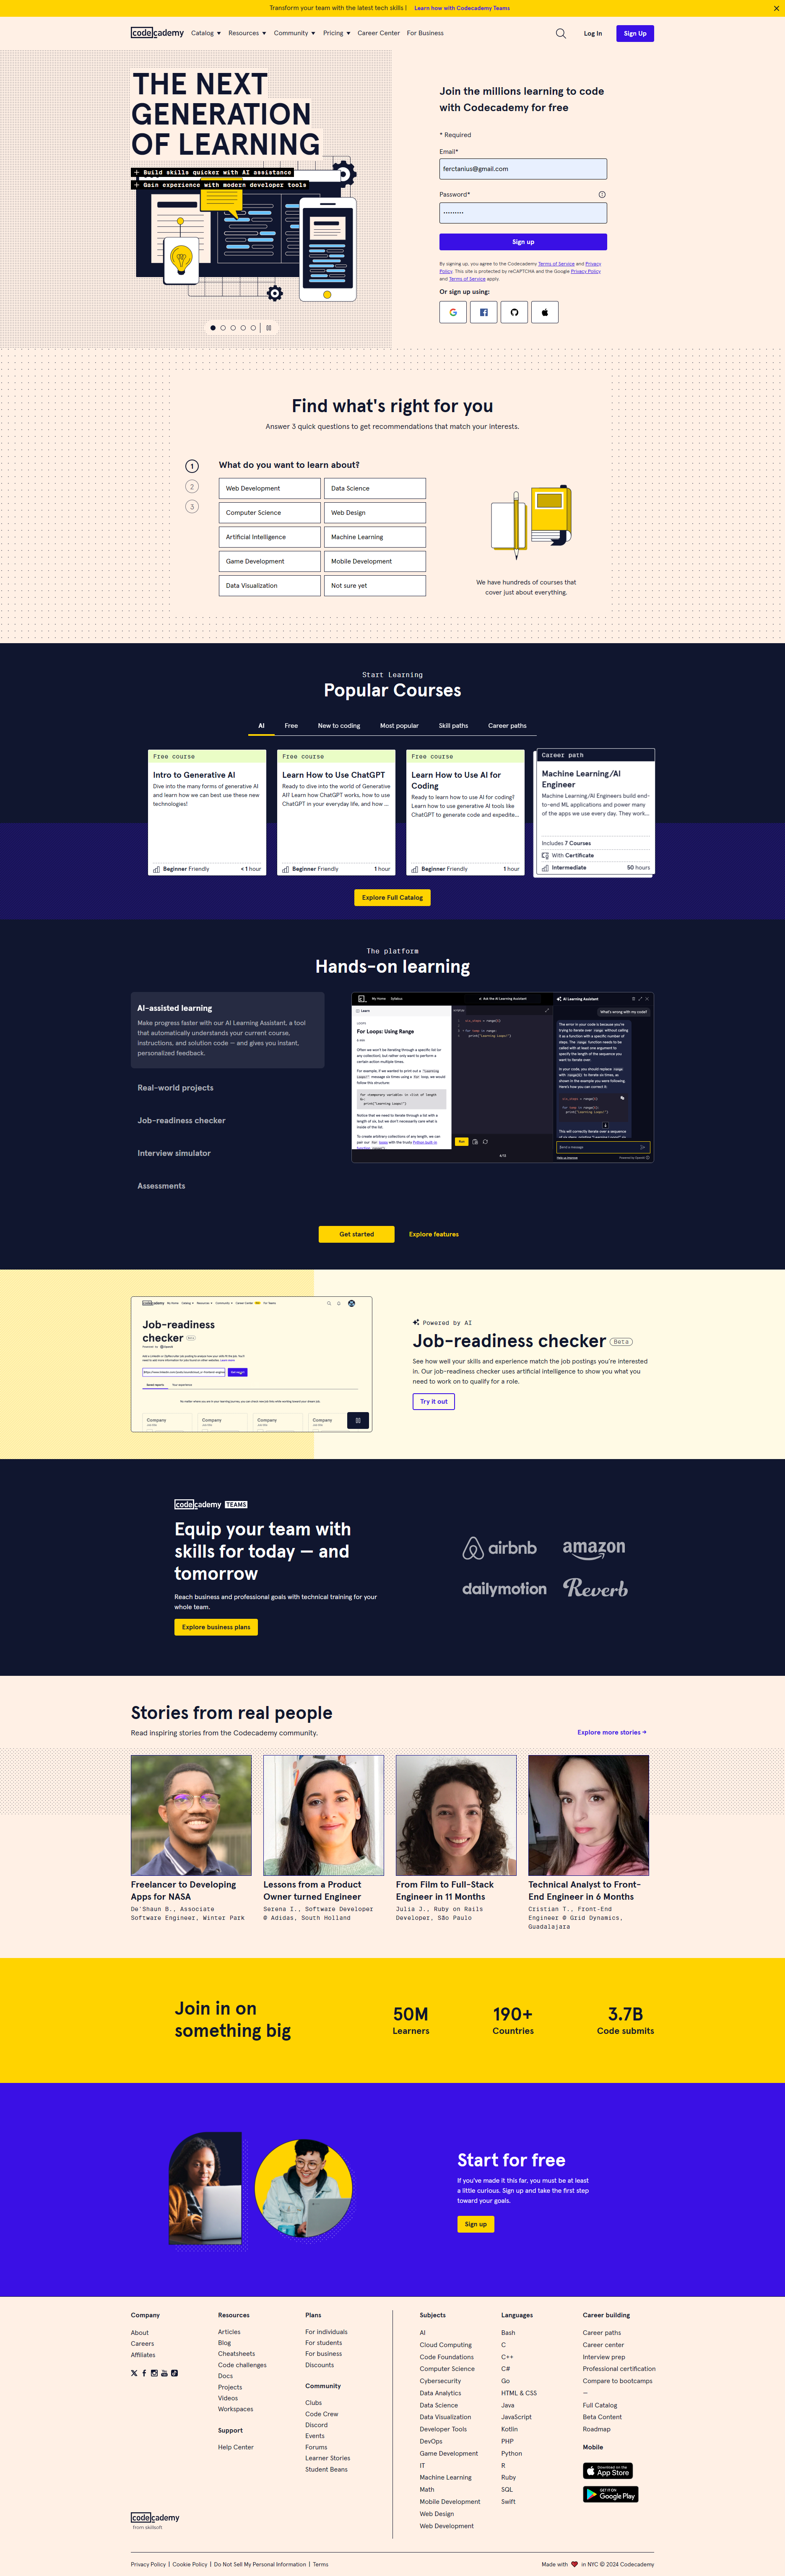 Transform your team with the latest tech skills | Learn how with Codecademy Teams
codecademy Catalog Resources Community Pricing Career Center For Business Log In Sign Up
THE NEXT
GENERATION
OF LEARNING
+ Build skills quicker with AI assistance
+ Gain experience with modern developer tools
Join the millions learning to code
with Codecademy for free
* Required
Email*
ferctanius@gmail.com
Password*
Sign up
By signing up, you agree to the Codecademy Terms of Service and Privacy
Policy. This site is protected by reCAPTCHA and the Google Privacy Policy
and Terms of Service apply.
Or sign up using:
Find what's right for you
Answer 3 quick questions to get recommendations that match your interests.
1
2
3
What do you want to learn about?
Web Development Data Science
Computer Science Web Design
Artificial Intelligence Machine Learning
Game Development Mobile Development
Data Visualization Not sure yet
We have hundreds of courses that
cover just about everything.
Start Learning
Popular Courses
AI Free New to coding Most popular Skill paths Career paths
Free course
Intro to Generative AI
Dive into the many forms of generative AI
and learn how we can best use these new
technologies!
Beginner Friendly < 1 hour
Free course
Learn How to Use ChatGPT
Ready to dive into the world of Generative
AI? Learn how ChatGPT works, how to use
ChatGPT in your everyday life, and how ...
Beginner Friendly 1 hour
Free course
Learn How to Use AI for
Coding
Ready to learn how to use AI for coding?
Learn how to use generative AI tools like
ChatGPT to generate code and expedite...
Beginner Friendly 1 hour
Career path
Machine Learning/AI
Engineer
Machine Learning/AI Engineers build end-
to-end ML applications and power many
of the apps we use every day. They work...
Includes 7 Courses
With Certificate
Intermediate 50 hours
Explore Full Catalog
The platform
Hands-on learning
AI-assisted learning
Make progress faster with our AI Learning Assistant, a tool
that automatically understands your current course,
instructions, and solution code — and gives you instant,
personalized feedback.
Real-world projects
Job-readiness checker
Interview simulator
Assessments
My Home Syllabus Ask the AI Learning Assistant
Learn
For Loops: Using Range
AI Learning Assistant
What's wrong with my code?
Run
Get started Explore features
Job-readiness
checker
Company Company Company Company
Powered by AI
Job-readiness checker Beta
See how well your skills and experience match the job postings you're interested
in. Our job-readiness checker uses artificial intelligence to show you what you
need to work on to qualify for a role.
Try it out
codecademy TEAMS
Equip your team with
skills for today — and
tomorrow
Reach business and professional goals with technical training for your
whole team.
Explore business plans
airbnb amazon
dailymotion Reverb
Stories from real people
Read inspiring stories from the Codecademy community.
Explore more stories →
Freelancer to Developing
Apps for NASA
De'Shaun B., Associate
Software Engineer, Winter Park
Lessons from a Product
Owner turned Engineer
Serena I., Software Developer
@ Adidas, South Holland
From Film to Full-Stack
Engineer in 11 Months
Julia J., Ruby on Rails
Developer, São Paulo
Technical Analyst to Front-
End Engineer in 6 Months
Cristian T., Front-End
Engineer @ Grid Dynamics,
Guadalajara
Join in on
something big
50M
Learners
190+
Countries
3.7B
Code submits
Start for free
If you've made it this far, you must be at least
a little curious. Sign up and take the first step
toward your goals.
Sign up
Company
About
Careers
Affiliates
Resources
Articles
Blog
Cheatsheets
Code challenges
Docs
Projects
Videos
Workspaces
Support
Help Center
Plans
For individuals
For students
For business
Discounts
Community
Clubs
Code Crew
Discord
Events
Forums
Learner Stories
Student Beans
Subjects
AI
Cloud Computing
Code Foundations
Computer Science
Cybersecurity
Data Analytics
Data Science
Data Visualization
Developer Tools
DevOps
Game Development
IT
Machine Learning
Math
Mobile Development
Web Design
Web Development
Languages
Bash
C
C++
C#
Go
HTML & CSS
Java
JavaScript
Kotlin
PHP
Python
R
Ruby
SQL
Swift
Career building
Career paths
Career center
Interview prep
Professional certification
Compare to bootcamps
—
Full Catalog
Beta Content
Roadmap
Mobile
Download on the
App Store
GET IT ON
Google Play
codecademy
from skillsoft
Privacy Policy | Cookie Policy | Do Not Sell My Personal Information | Terms
Made with in NYC © 2024 Codecademy